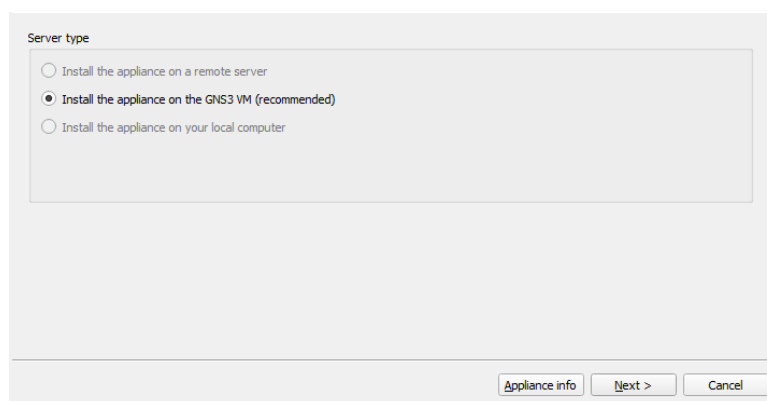 Server type
Install the appliance on a remote server
Install the appliance on the GNS3 VM (recommended)
Install the appliance on your local computer
Appliance info
Next >
Cancel